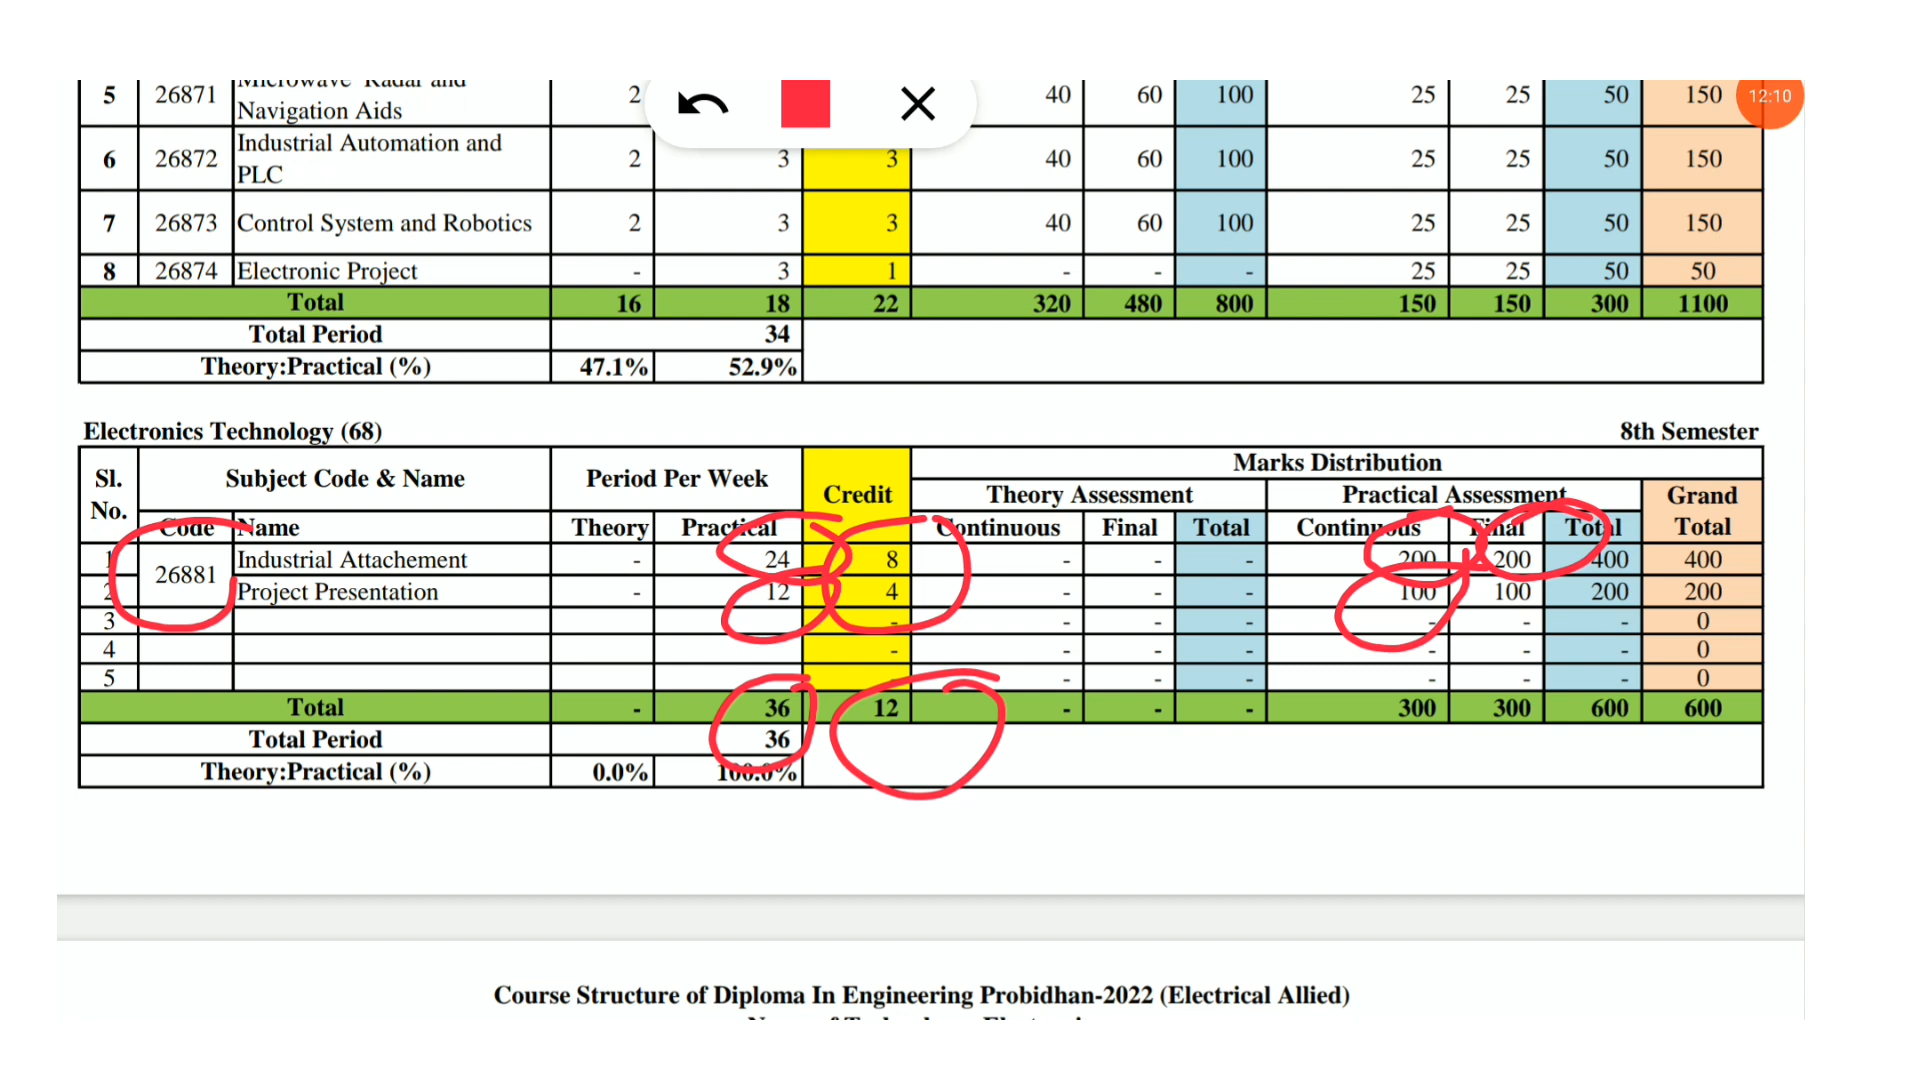 5 26871 Microwave Radar and Navigation Aids 2 40 60 100 25 25 50 150
12:10
6 26872 Industrial Automation and PLC 2 3 3 40 60 100 25 25 50 150
7 26873 Control System and Robotics 2 3 3 40 60 100 25 25 50 150
8 26874 Electronic Project - 3 1 - - - 25 25 50 50
Total 16 18 22 320 480 800 150 150 300 1100
Total Period 34
Theory:Practical (%) 47.1% 52.9%
Electronics Technology (68) 8th Semester
Sl. No. Subject Code & Name Period Per Week Credit Marks Distribution
Theory Assessment Practical Assessment Grand Total
Code Name Theory Practical Continuous Final Total Continuous Final Total
1 26881 Industrial Attachement - 24 8 - - - 200 200 400 400
2 Project Presentation - 12 4 - - - 100 100 200 200
3 - - - - - - - 0
4 - - - - - - - 0
5 - - - - - - - 0
Total - 36 12 - - - 300 300 600 600
Total Period 36
Theory:Practical (%) 0.0% 100.0%
Course Structure of Diploma In Engineering Probidhan-2022 (Electrical Allied)